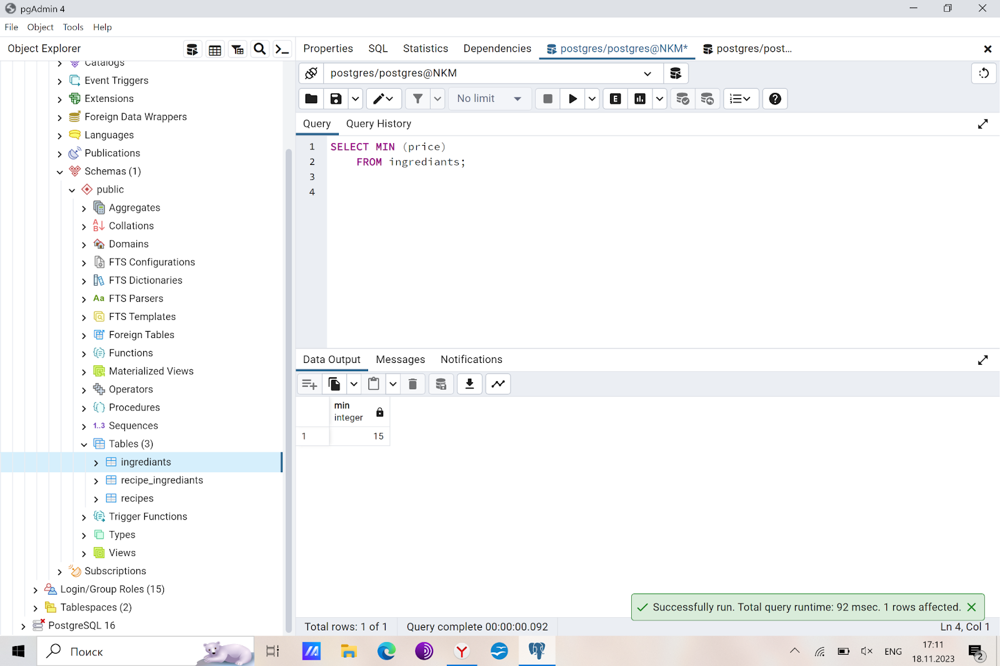 pgAdmin 4
File Object Tools Help
Object Explorer
Properties SQL Statistics Dependencies postgres/postgres@NKM* postgres/post...
Catalogs
Event Triggers
Extensions
Foreign Data Wrappers
Languages
Publications
Schemas (1)
public
Aggregates
Collations
Domains
FTS Configurations
FTS Dictionaries
Aa FTS Parsers
FTS Templates
Foreign Tables
Functions
Materialized Views
Operators
Procedures
1..3 Sequences
Tables (3)
ingrediants
recipe_ingrediants
recipes
Trigger Functions
Types
Views
Subscriptions
Login/Group Roles (15)
Tablespaces (2)
PostgreSQL 16
postgres/postgres@NKM
No limit
E
Query Query History
1 SELECT MIN (price)
2 FROM ingrediants;
3
4
Data Output Messages Notifications
min
integer
1 15
Successfully run. Total query runtime: 92 msec. 1 rows affected.
Total rows: 1 of 1 Query complete 00:00:00.092 Ln 4, Col 1
Поиск
ENG
17:11
18.11.2023
2